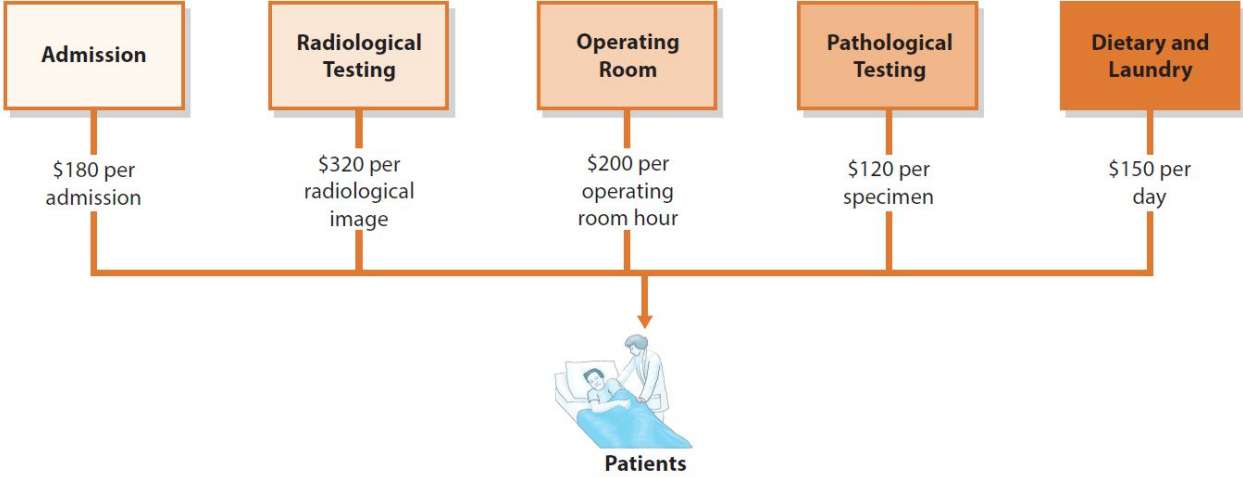 Admission
Radiological
Testing
Operating
Room
Pathological
Testing
Dietary and
Laundry
$180 per
admission
$320 per
radiological
image
$200 per
operating
room hour
$120 per
specimen
$150 per
day
Patients